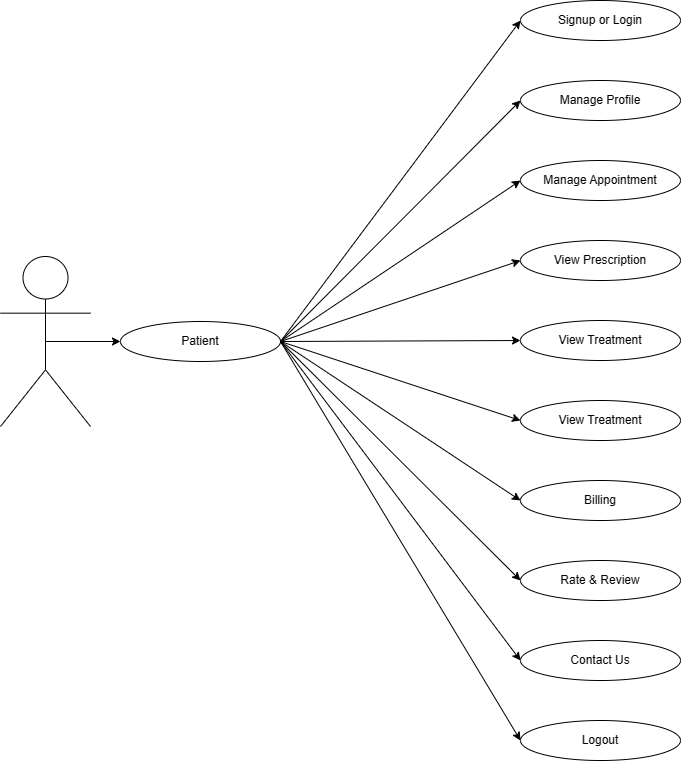 Signup or Login
Manage Profile
Manage Appointment
View Prescription
Patient
View Treatment
View Treatment
Billing
Rate & Review
Contact Us
Logout